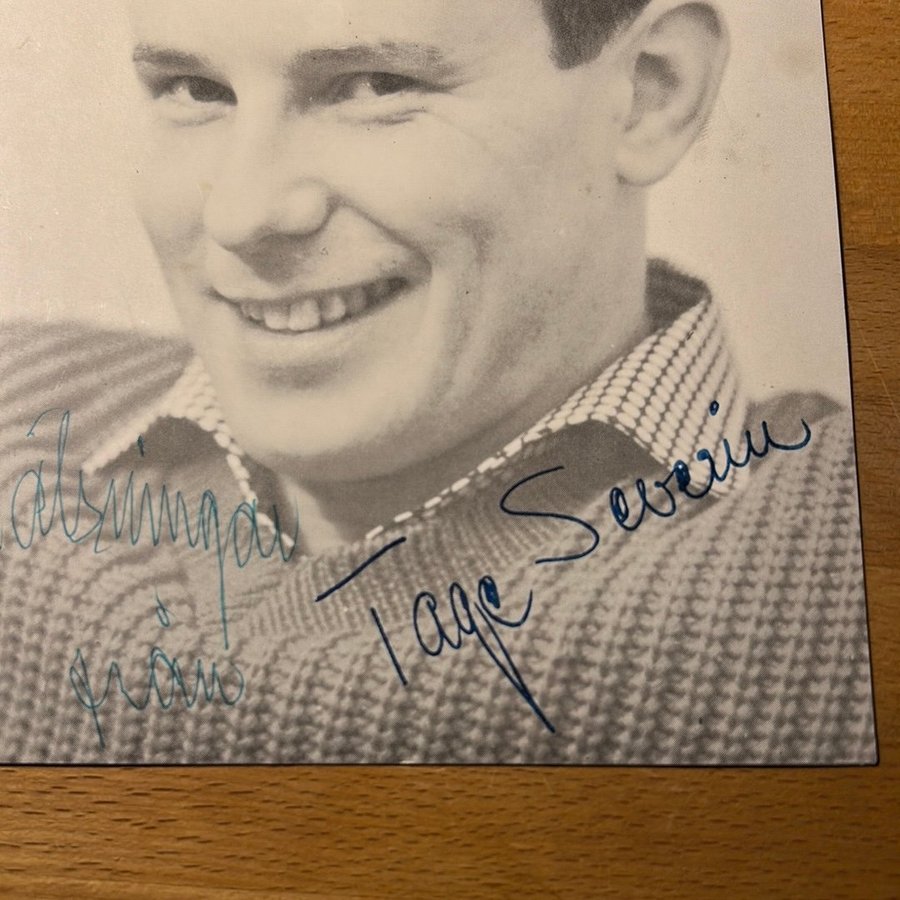 älsningar
från
Tage Severin